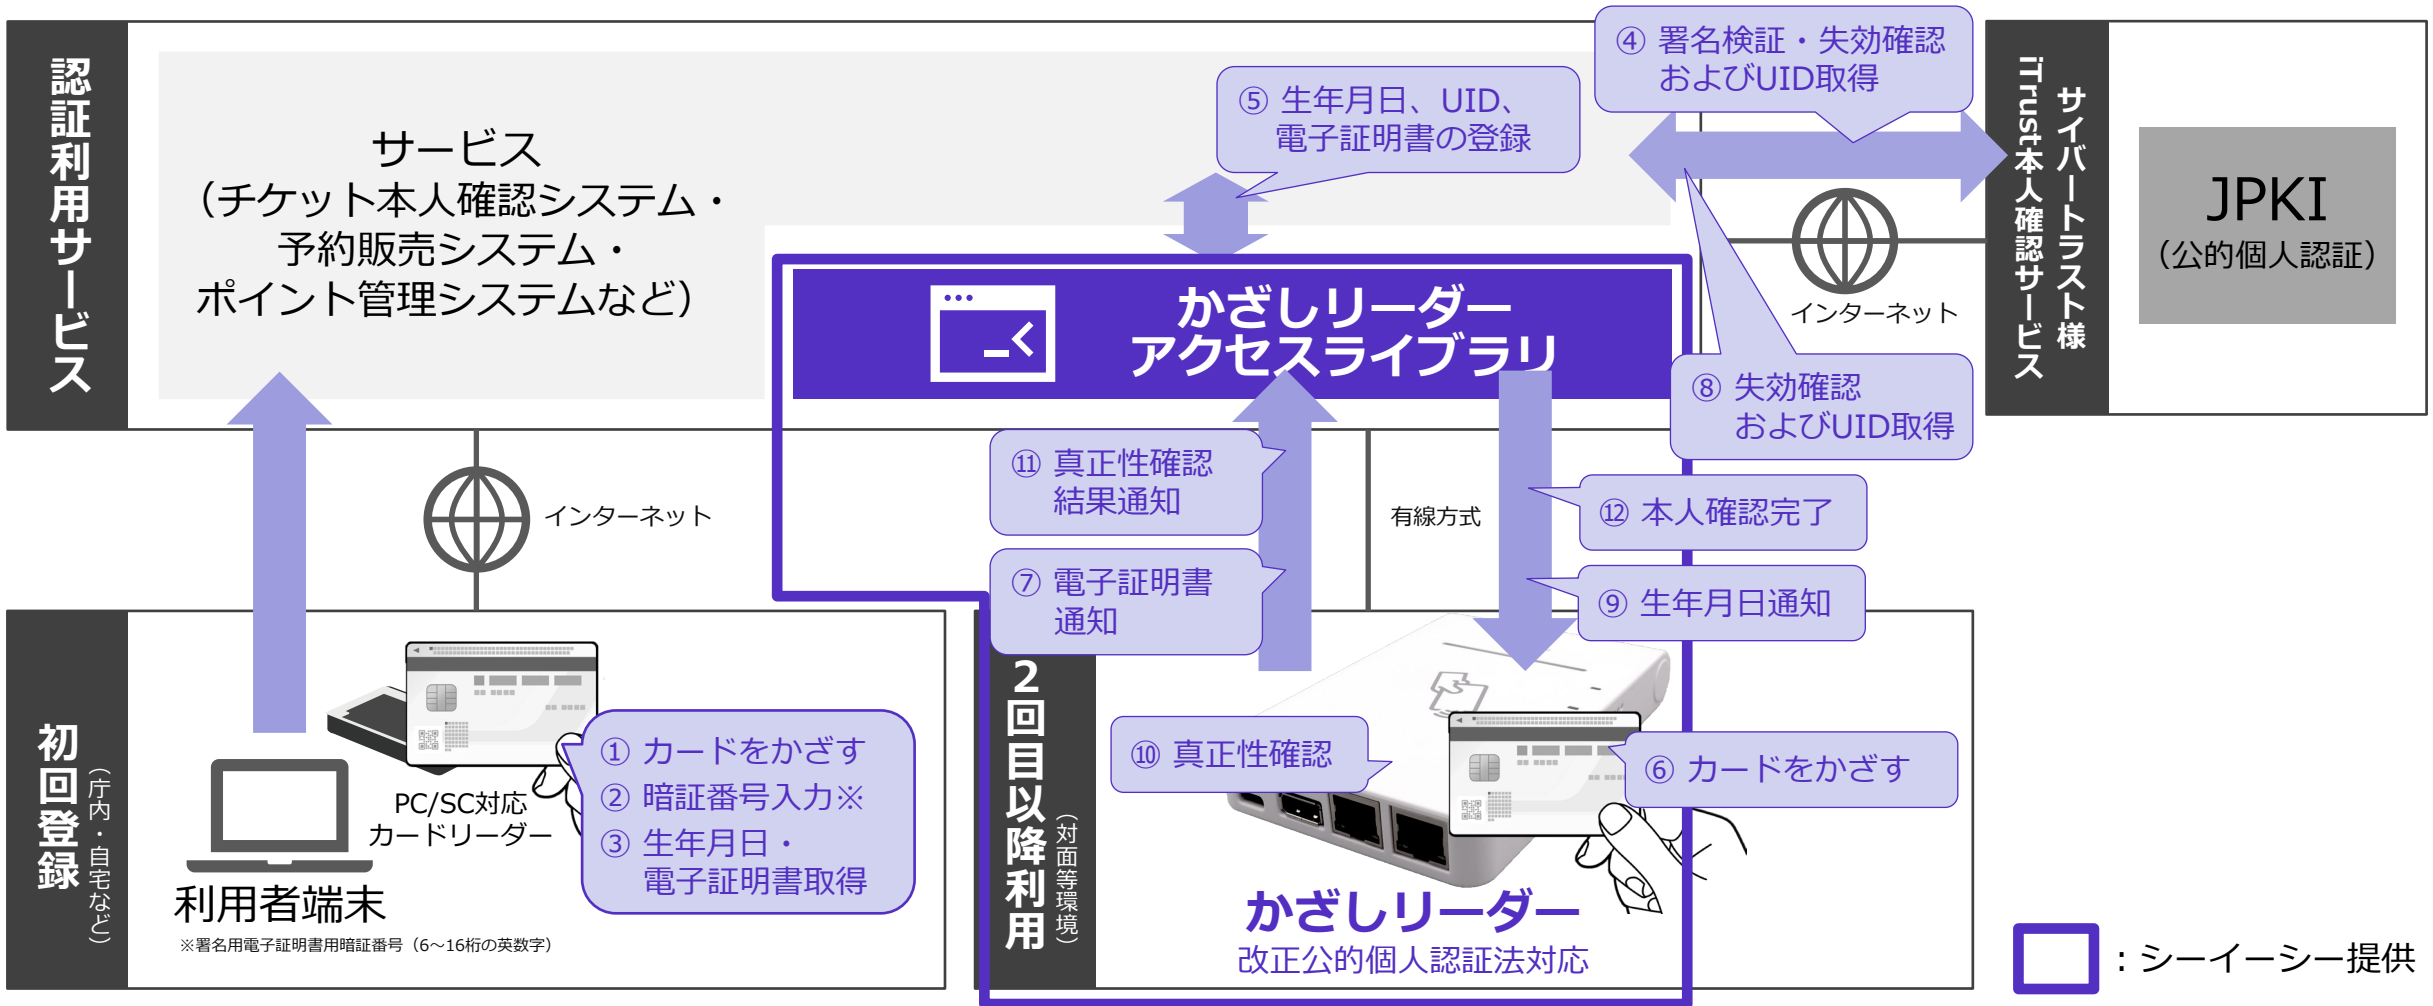 認証利用サービス
サービス
（チケット本人確認システム・
予約販売システム・
ポイント管理システムなど）
⑤ 生年月日、UID、
電子証明書の登録
④ 署名検証・失効確認
およびUID取得
サイバートラスト様
iTrust本人確認サービス
JPKI
（公的個人認証）
インターネット
かざしリーダー
アクセスライブラリ
⑧ 失効確認
およびUID取得
インターネット
⑪ 真正性確認
結果通知
有線方式
⑫ 本人確認完了
⑦ 電子証明書
通知
⑨ 生年月日通知
初回登録
（庁内・自宅など）
PC/SC対応
カードリーダー
① カードをかざす
② 暗証番号入力※
③ 生年月日・
電子証明書取得
利用者端末
※署名用電子証明書用暗証番号（6～16桁の英数字）
2回目以降利用
（対面等環境）
⑩ 真正性確認
⑥ カードをかざす
かざしリーダー
改正公的個人認証法対応
：シーイーシー提供